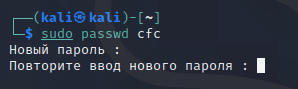 ┌──(kali㉿kali)-[~]
└─$ sudo passwd cfc
Новый пароль :
Повторите ввод нового пароля :